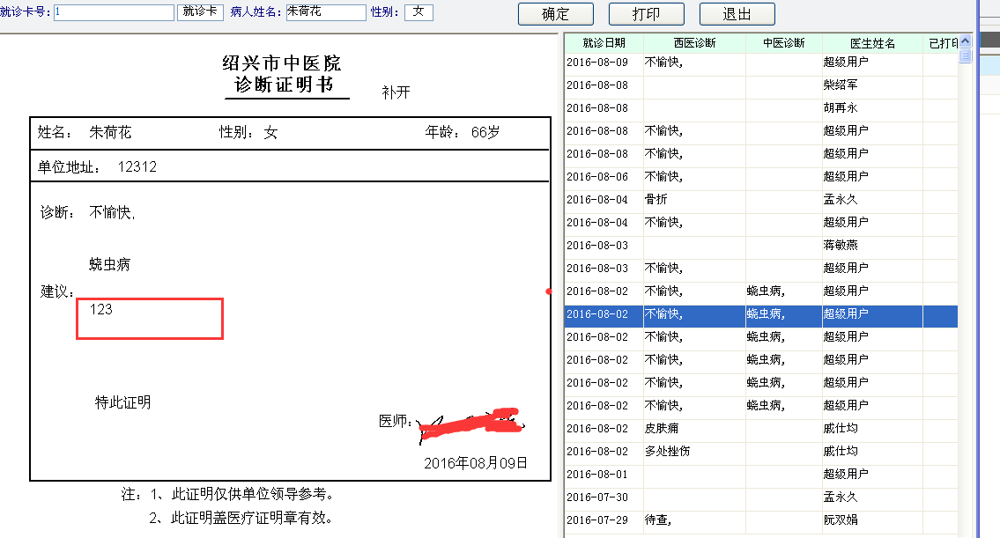 就诊卡号: 1 就诊卡 病人姓名: 朱荷花 性别: 女 确定 打印 退出
绍兴市中医院
诊断证明书
补开
姓名: 朱荷花 性别: 女 年龄: 66岁
单位地址: 12312
诊断: 不愉快,
蛲虫病
建议:
123
特此证明
医师:
2016年08月09日
注: 1、此证明仅供单位领导参考。
2、此证明盖医疗证明章有效。
就诊日期 西医诊断 中医诊断 医生姓名 已打印
2016-08-09 不愉快, 超级用户
2016-08-08 柴绍军
2016-08-08 胡再永
2016-08-08 不愉快, 超级用户
2016-08-08 不愉快, 超级用户
2016-08-06 不愉快, 超级用户
2016-08-04 骨折 孟永久
2016-08-04 不愉快, 超级用户
2016-08-03 蒋敏燕
2016-08-03 不愉快, 超级用户
2016-08-02 不愉快, 蛲虫病, 超级用户
2016-08-02 不愉快, 蛲虫病, 超级用户
2016-08-02 不愉快, 蛲虫病, 超级用户
2016-08-02 不愉快, 蛲虫病, 超级用户
2016-08-02 不愉快, 蛲虫病, 超级用户
2016-08-02 不愉快, 蛲虫病, 超级用户
2016-08-02 皮肤痈 戚仕均
2016-08-02 多处挫伤 戚仕均
2016-08-01 超级用户
2016-07-30 孟永久
2016-07-29 待查, 阮双娟